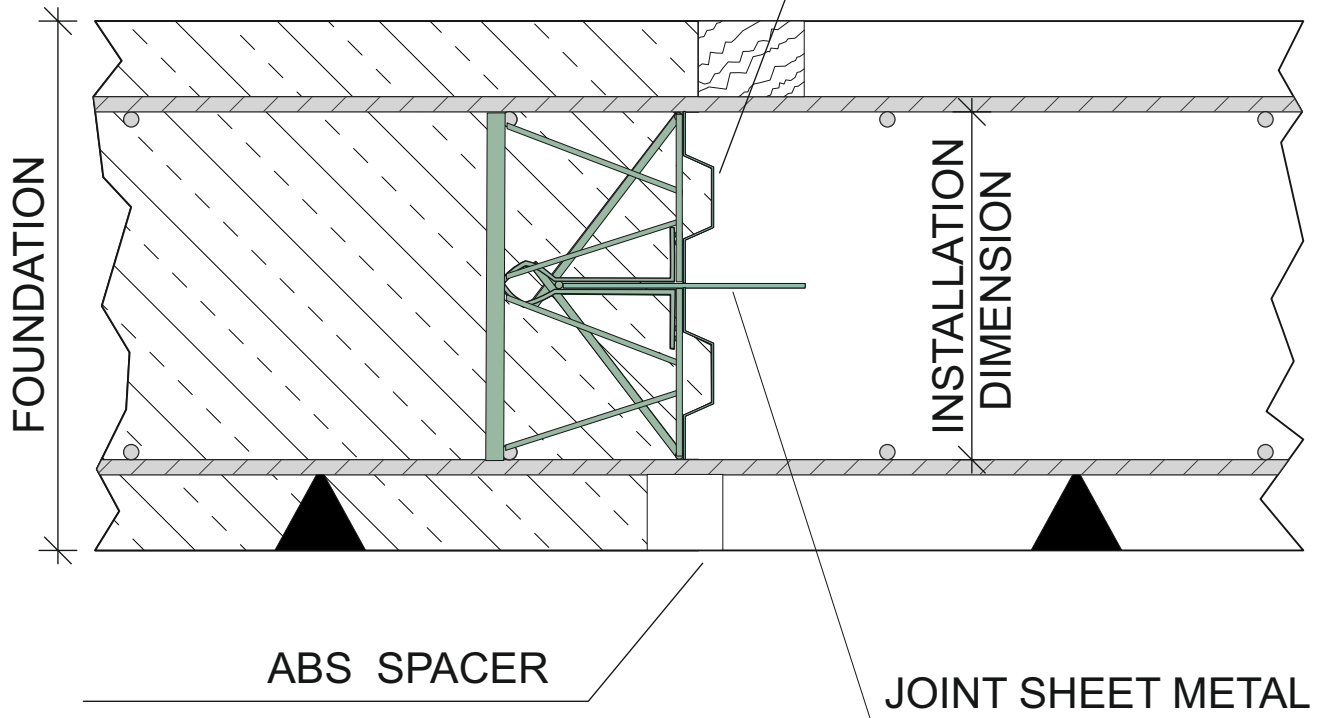 FOUNDATION
INSTALLATION
DIMENSION
ABS SPACER
JOINT SHEET METAL